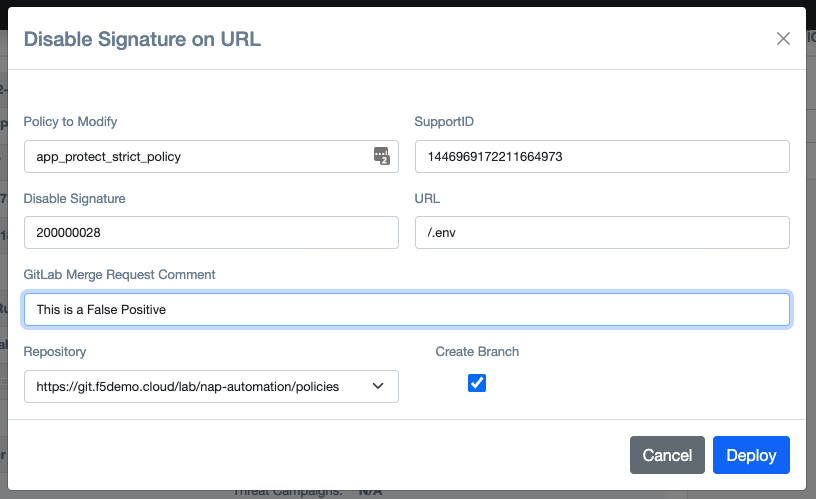 Disable Signature on URL
Policy to Modify
SupportID
app_protect_strict_policy
2
1446969172211664973
Disable Signature
URL
200000028
/.env
GitLab Merge Request Comment
This is a False Positive
Repository
Create Branch
https://git.f5demo.cloud/lab/nap-automation/policies
Cancel
Deploy
Threat Campaigns: N/A